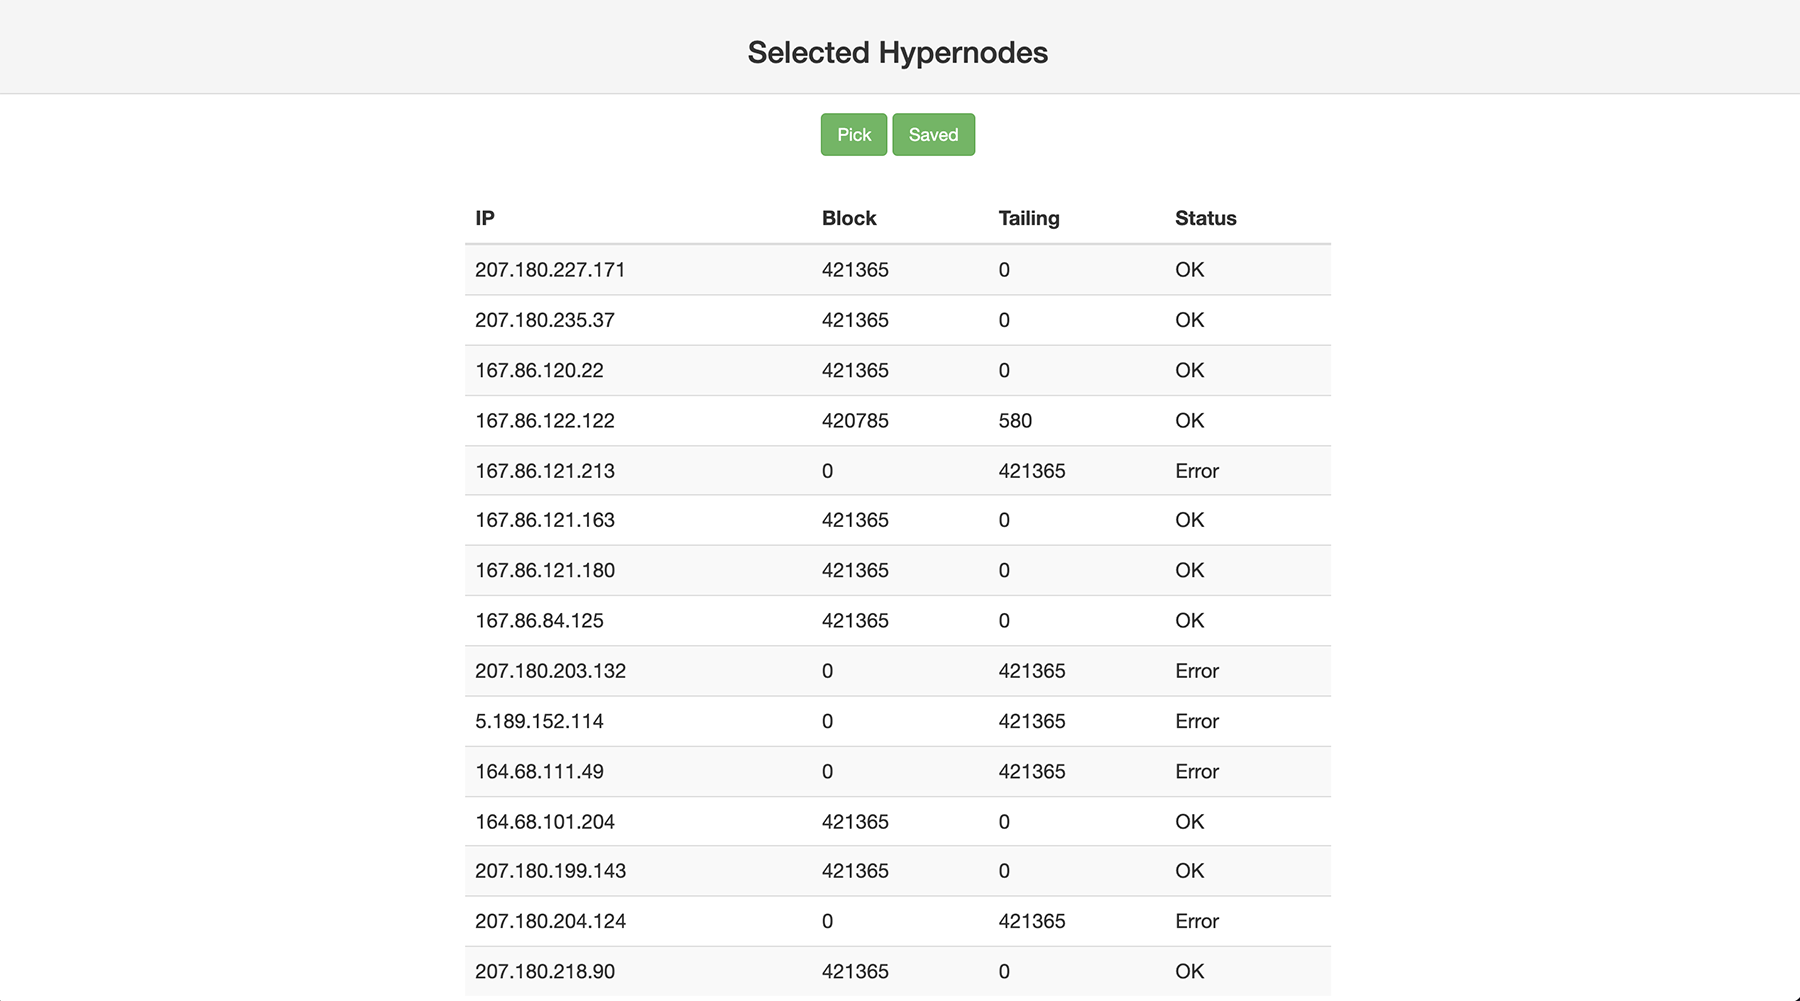 Selected Hypernodes
Pick Saved
IP Block Tailing Status
207.180.227.171 421365 0 OK
207.180.235.37 421365 0 OK
167.86.120.22 421365 0 OK
167.86.122.122 420785 580 OK
167.86.121.213 0 421365 Error
167.86.121.163 421365 0 OK
167.86.121.180 421365 0 OK
167.86.84.125 421365 0 OK
207.180.203.132 0 421365 Error
5.189.152.114 0 421365 Error
164.68.111.49 0 421365 Error
164.68.101.204 421365 0 OK
207.180.199.143 421365 0 OK
207.180.204.124 0 421365 Error
207.180.218.90 421365 0 OK